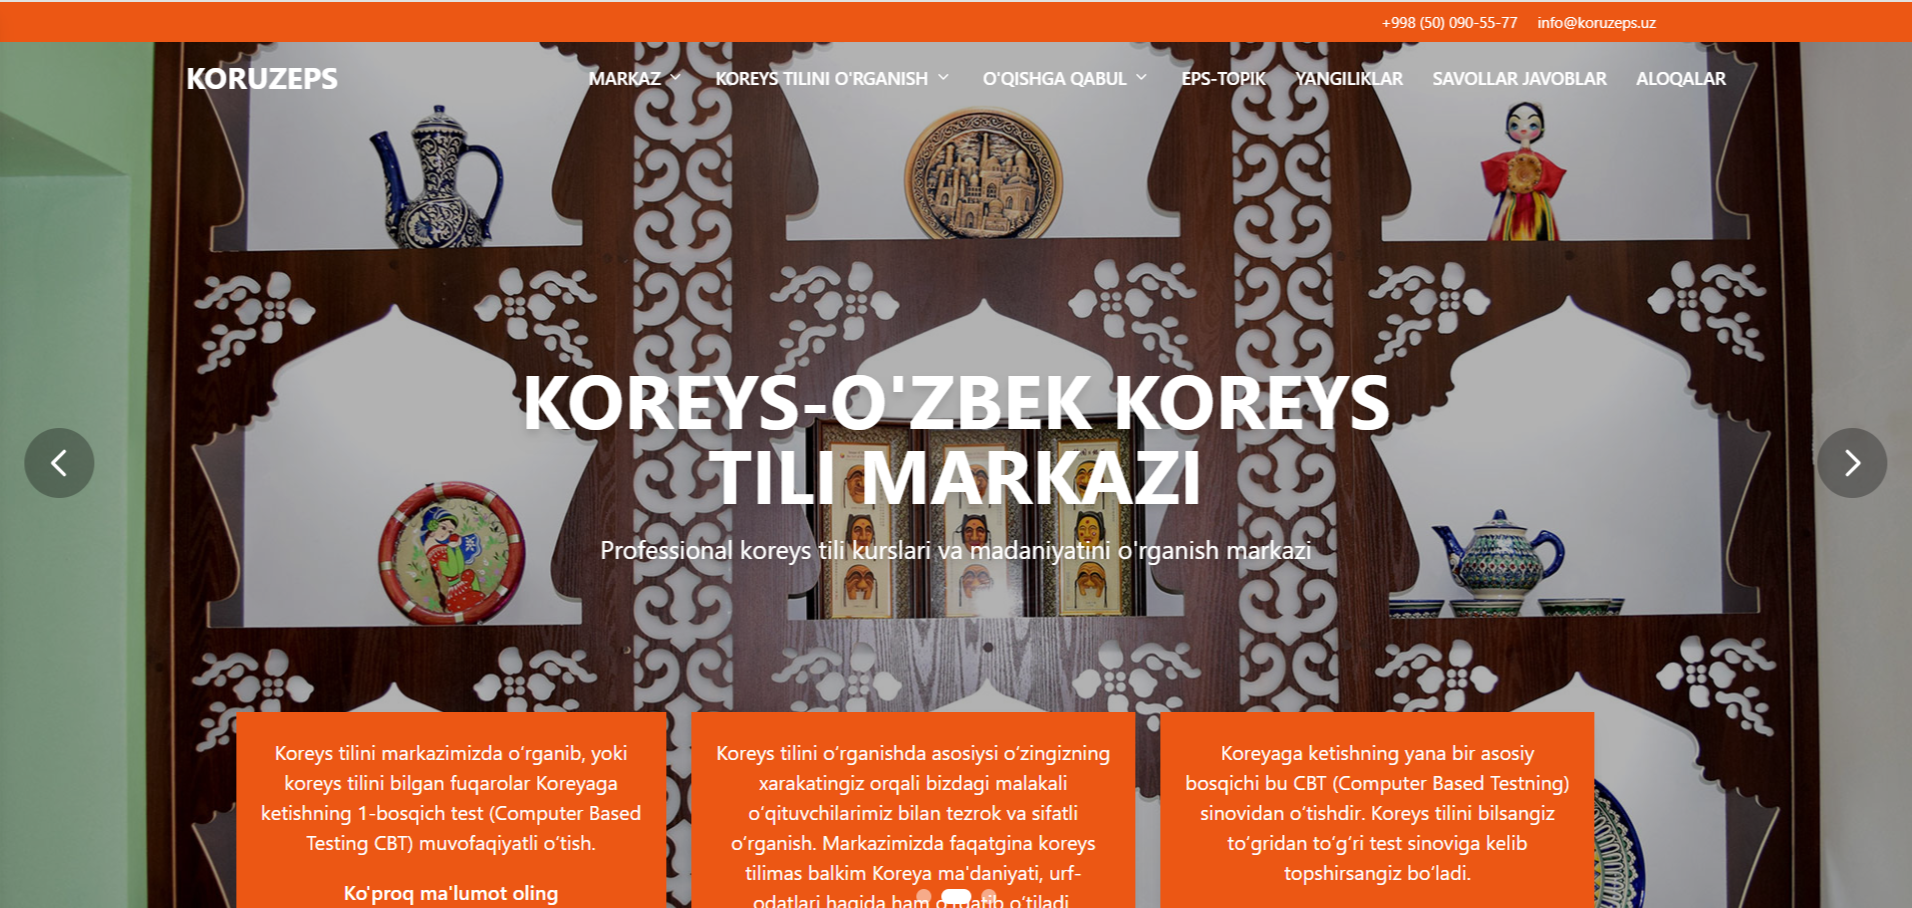 +998 (50) 090-55-77 info@koruzeps.uz
KORUZEPS MARKAZ KOREYS TILINI O'RGANISH O'QISHGA QABUL EPS-TOPIK YANGILIKLAR SAVOLLAR JAVOBLAR ALOQALAR
KOREYS-O'ZBEK KOREYS
TILI MARKAZI
Professional koreys tili kurslari va madaniyatini o'rganish markazi
Koreys tilini markazimizda o‘rganib, yoki
koreys tilini bilgan fuqarolar Koreyaga
ketishning 1-bosqich test (Computer Based
Testing CBT) muvofaqiyatli o‘tish.
Ko'proq ma'lumot oling
Koreys tilini o‘rganishda asosiysi o‘zingizning
xarakatingiz orqali bizdagi malakali
o‘qituvchilarimiz bilan tezrok va sifatli
o‘rganish. Markazimizda faqatgina koreys
tilimas balkim Koreya ma'daniyati, urf-
odatlari haqida ham o‘rgatib o‘tiladi
Koreyaga ketishning yana bir asosiy
bosqichi bu CBT (Computer Based Testning)
sinovidan o‘tishdir. Koreys tilini bilsangiz
to‘gridan to‘g‘ri test sinoviga kelib
topshirsangiz bo‘ladi.